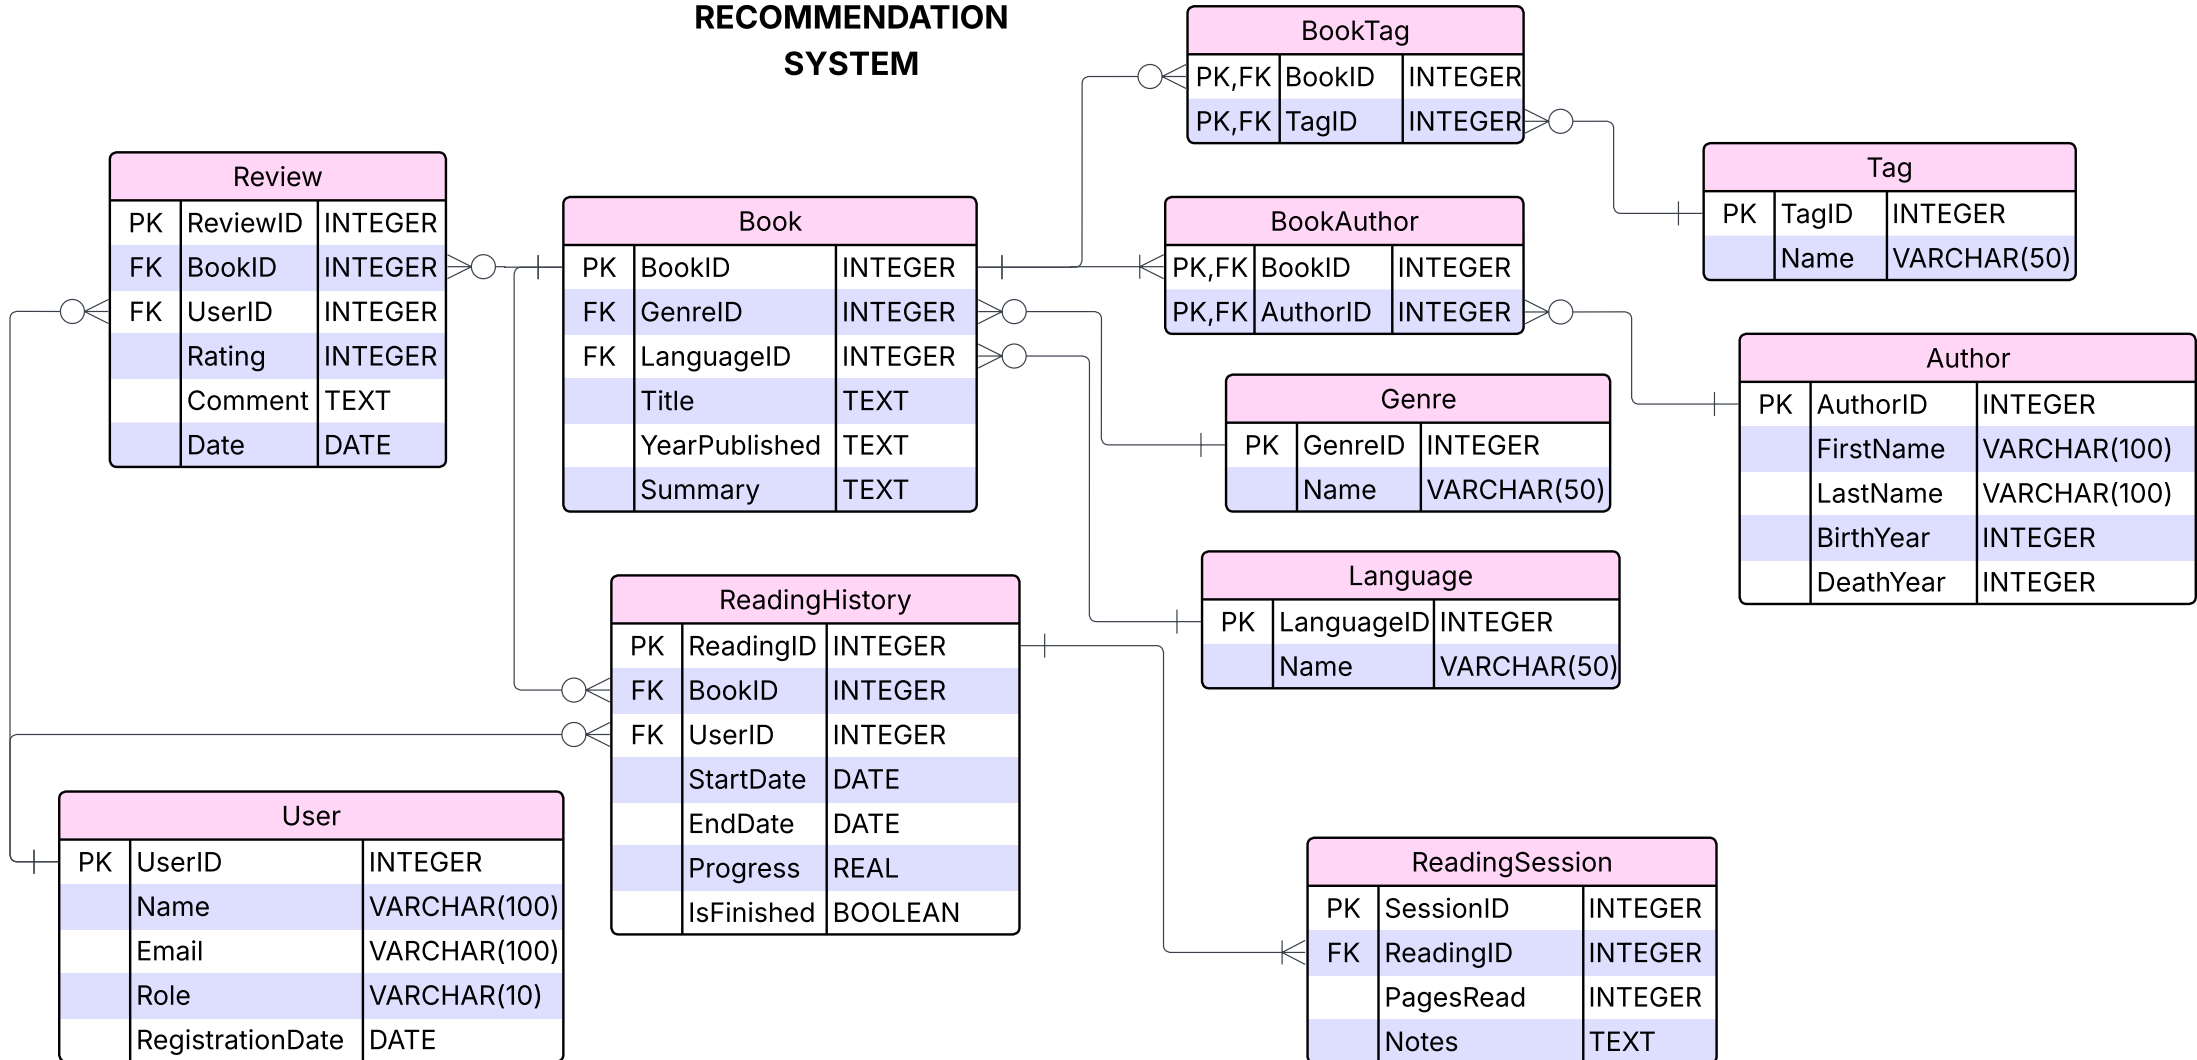 RECOMMENDATION
SYSTEM
BookTag
PK,FK BookID INTEGER
PK,FK TagID INTEGER
Tag
PK TagID INTEGER
Name VARCHAR(50)
Review
PK ReviewID INTEGER
FK BookID INTEGER
FK UserID INTEGER
Rating INTEGER
Comment TEXT
Date DATE
Book
PK BookID INTEGER
FK GenreID INTEGER
FK LanguageID INTEGER
Title TEXT
YearPublished TEXT
Summary TEXT
BookAuthor
PK,FK BookID INTEGER
PK,FK AuthorID INTEGER
Author
PK AuthorID INTEGER
FirstName VARCHAR(100)
LastName VARCHAR(100)
BirthYear INTEGER
DeathYear INTEGER
Genre
PK GenreID INTEGER
Name VARCHAR(50)
Language
PK LanguageID INTEGER
Name VARCHAR(50)
ReadingHistory
PK ReadingID INTEGER
FK BookID INTEGER
FK UserID INTEGER
StartDate DATE
EndDate DATE
Progress REAL
IsFinished BOOLEAN
User
PK UserID INTEGER
Name VARCHAR(100)
Email VARCHAR(100)
Role VARCHAR(10)
RegistrationDate DATE
ReadingSession
PK SessionID INTEGER
FK ReadingID INTEGER
PagesRead INTEGER
Notes TEXT